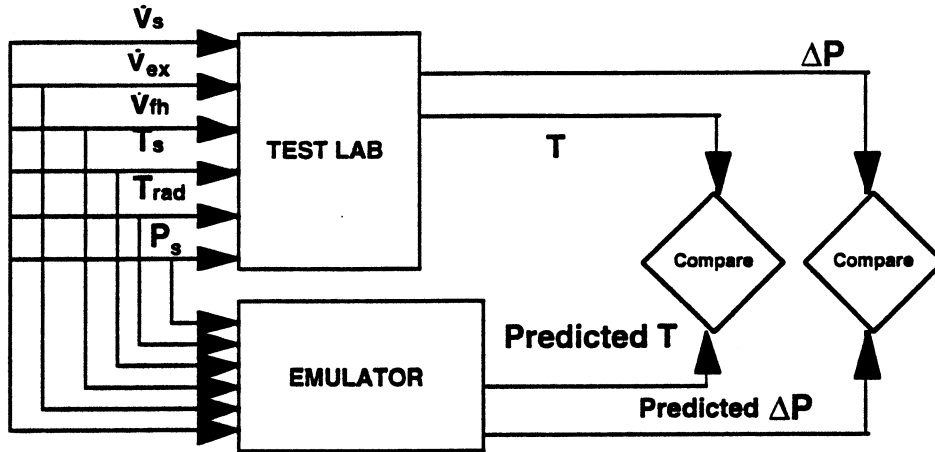 V̇s
V̇ex
V̇fh
Ts
Trad
Ps
TEST LAB
ΔP
T
Compare
Compare
Predicted T
EMULATOR
Predicted ΔP